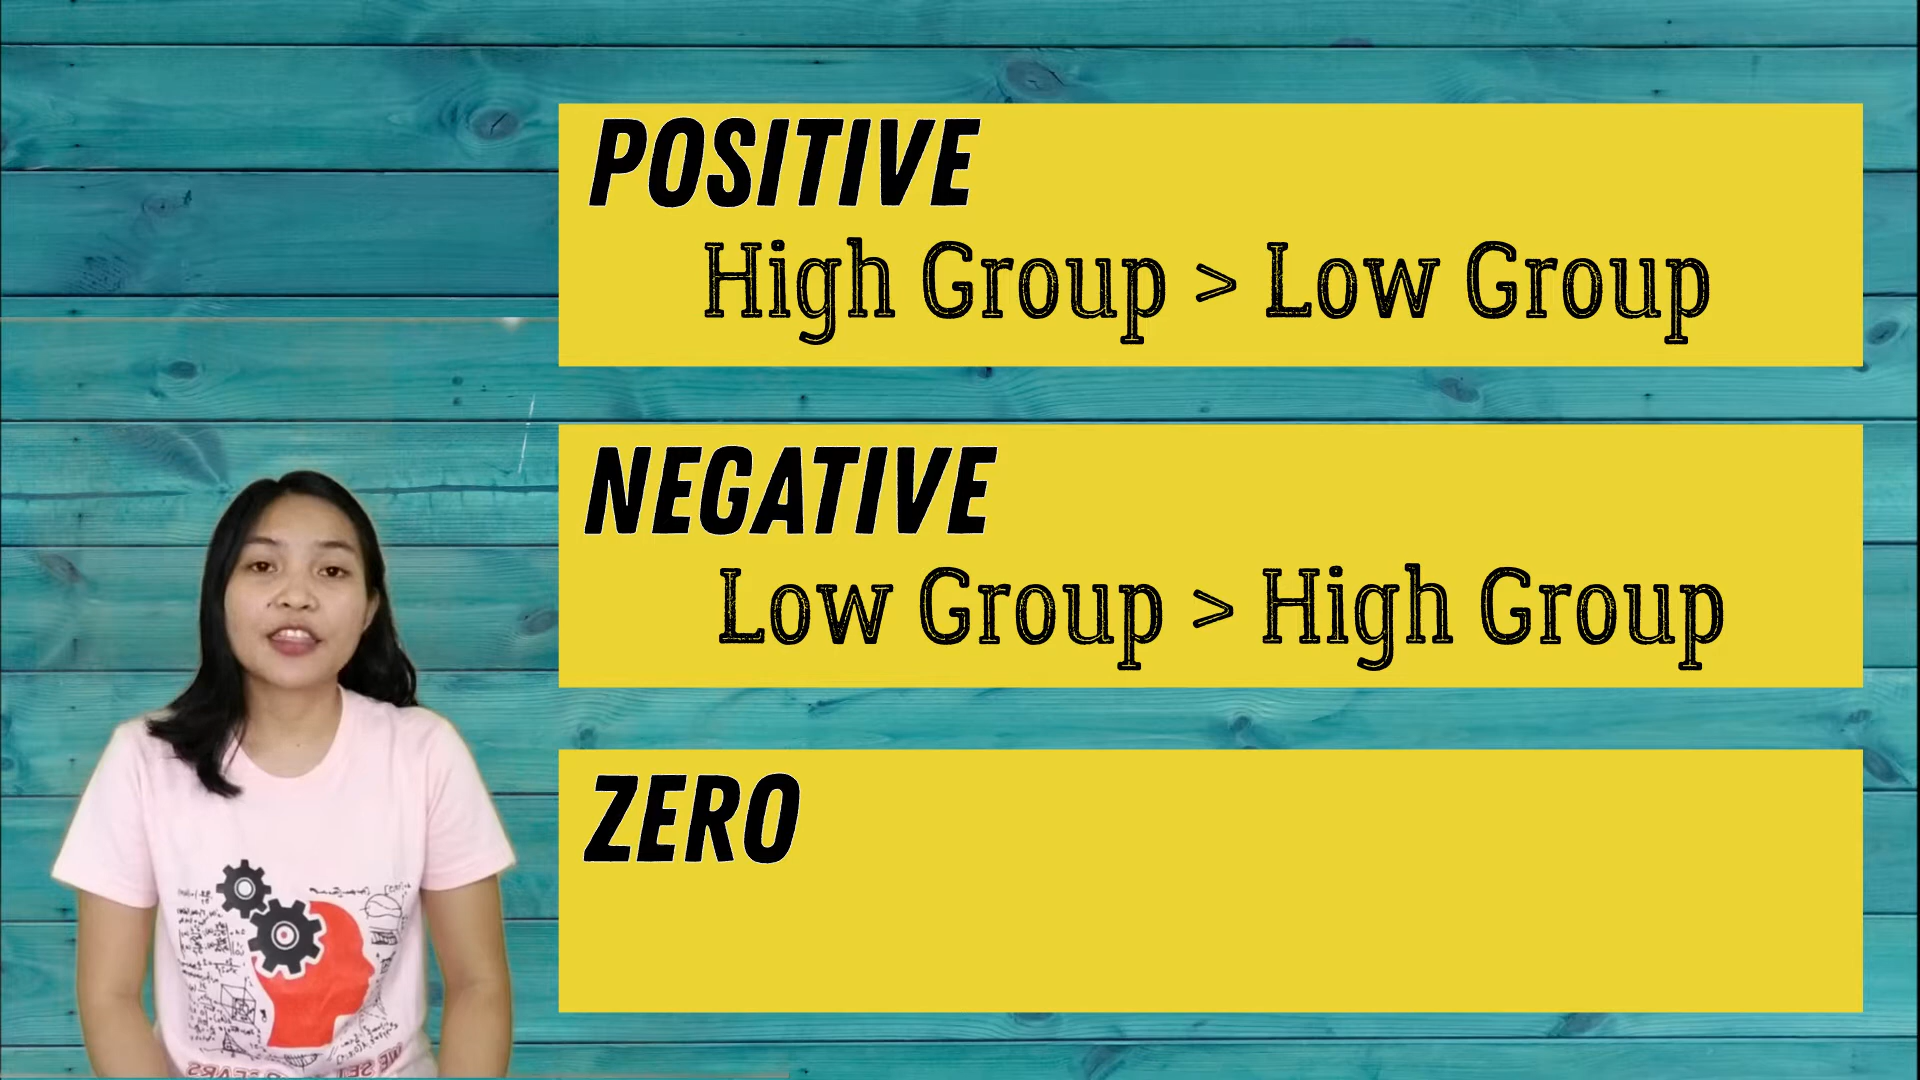 POSITIVE
High Group > Low Group
NEGATIVE
Low Group > High Group
ZERO